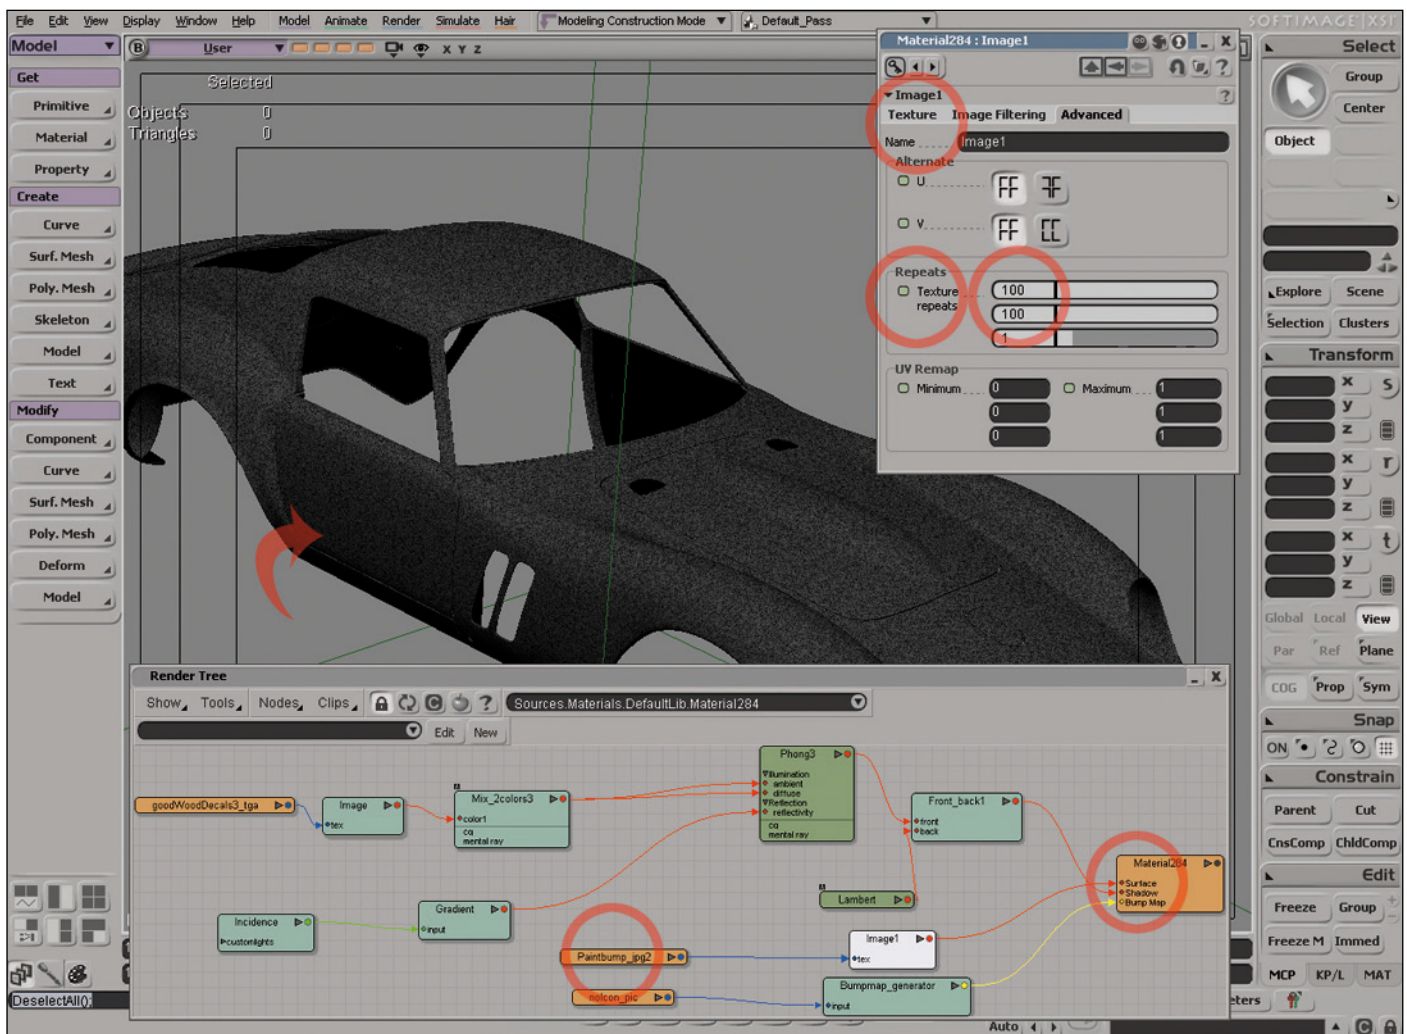 File Edit View Display Window Help Model Animate Render Simulate Hair Modeling Construction Mode Default_Pass SOFTIMAGE|XSI
Model
B User X Y Z
Get
Primitive
Material
Property
Create
Curve
Surf. Mesh
Poly. Mesh
Skeleton
Model
Text
Modify
Component
Curve
Surf. Mesh
Poly. Mesh
Deform
Model
DeselectAll();
Selected
Objects 0
Triangles 0
Material284 : Image1 X
Image1
Texture Image Filtering Advanced
Name Image1
Alternate
U
V
Repeats
Texture repeats 100
100
1
UV Remap
Minimum 0 Maximum 1
0 1
0 1
Render Tree X
Show Tools Nodes Clips Sources.Materials.DefaultLib.Material284
Edit New
goodWoodDecals3_tga
Image
tex
M
Mix_2colors3
color1
cq
mental ray
Phong3
Illumination
ambient
diffuse
Reflection
reflectivity
cq
mental ray
Front_back1
front
back
Material284
Surface
Shadow
Bump Map
M
Lambert
Incidence
customlights
Gradient
input
Paintbump_jpg2
Image1
tex
noIcon_pic
Bumpmap_generator
input
Select
Group
Center
Object
Explore Scene
Selection Clusters
Transform
x s
y
z
x r
y
z
x t
y
z
Global Local View
Par Ref Plane
COG Prop Sym
Snap
ON
Constrain
Parent Cut
CnsComp ChldComp
Edit
Freeze Group + -
Freeze M Immed
MCP KP/L MAT
eters
Auto